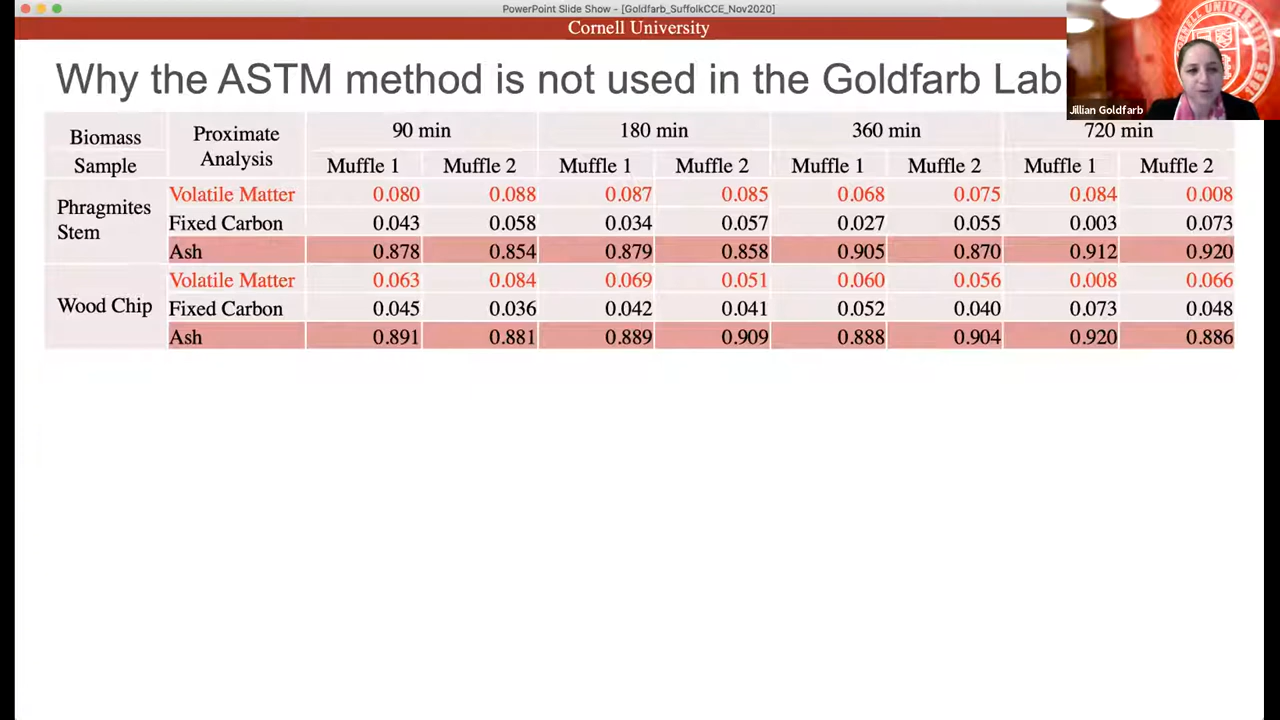 PowerPoint Slide Show - [Goldfarb_SuffolkCCE_Nov2020]
Cornell University
Why the ASTM method is not used in the Goldfarb Lab
Jillian Goldfarb
Biomass Sample Proximate Analysis 90 min 180 min 360 min 720 min
Muffle 1 Muffle 2 Muffle 1 Muffle 2 Muffle 1 Muffle 2 Muffle 1 Muffle 2
Phragmites Stem
Volatile Matter 0.080 0.088 0.087 0.085 0.068 0.075 0.084 0.008
Fixed Carbon 0.043 0.058 0.034 0.057 0.027 0.055 0.003 0.073
Ash 0.878 0.854 0.879 0.858 0.905 0.870 0.912 0.920
Wood Chip
Volatile Matter 0.063 0.084 0.069 0.051 0.060 0.056 0.008 0.066
Fixed Carbon 0.045 0.036 0.042 0.041 0.052 0.040 0.073 0.048
Ash 0.891 0.881 0.889 0.909 0.888 0.904 0.920 0.886